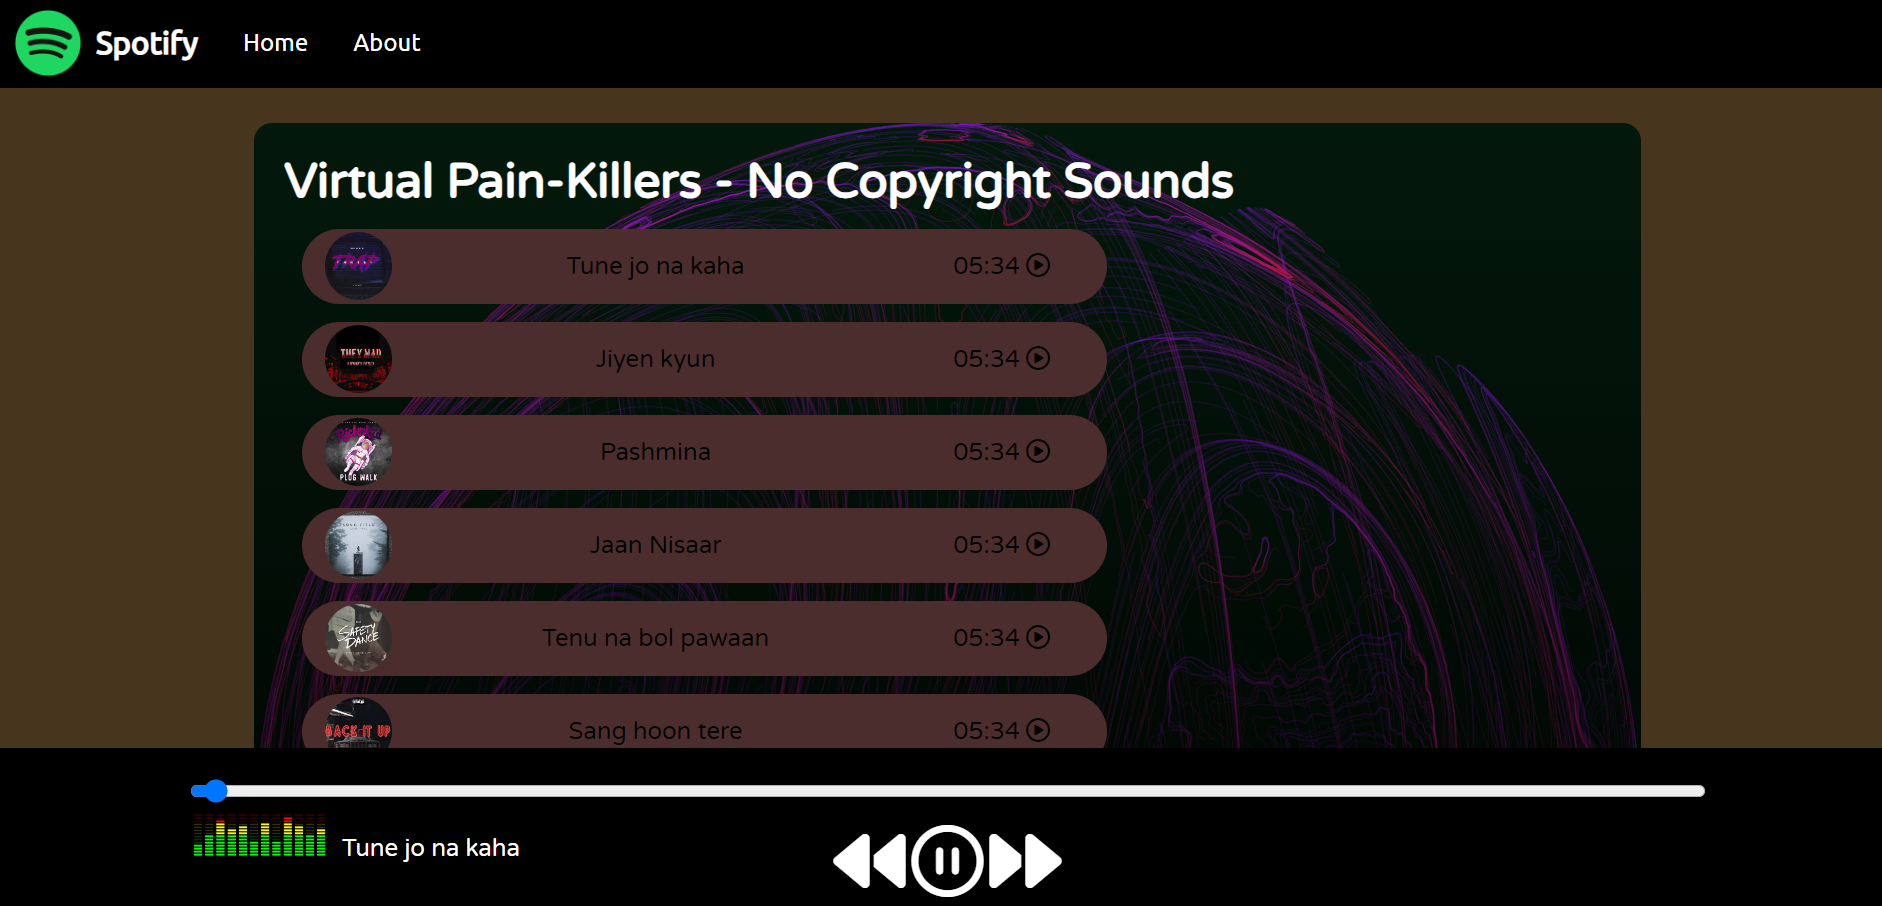 Spotify Home About
Virtual Pain-Killers - No Copyright Sounds
TRAP
Tune jo na kaha 05:34
THEY MAD
Jiyen kyun 05:34
PLUG WALK
Pashmina 05:34
SONG TITLE
Jaan Nisaar 05:34
SAFETY
DANCE
Tenu na bol pawaan 05:34
BACK IT UP
Sang hoon tere 05:34
Tune jo na kaha